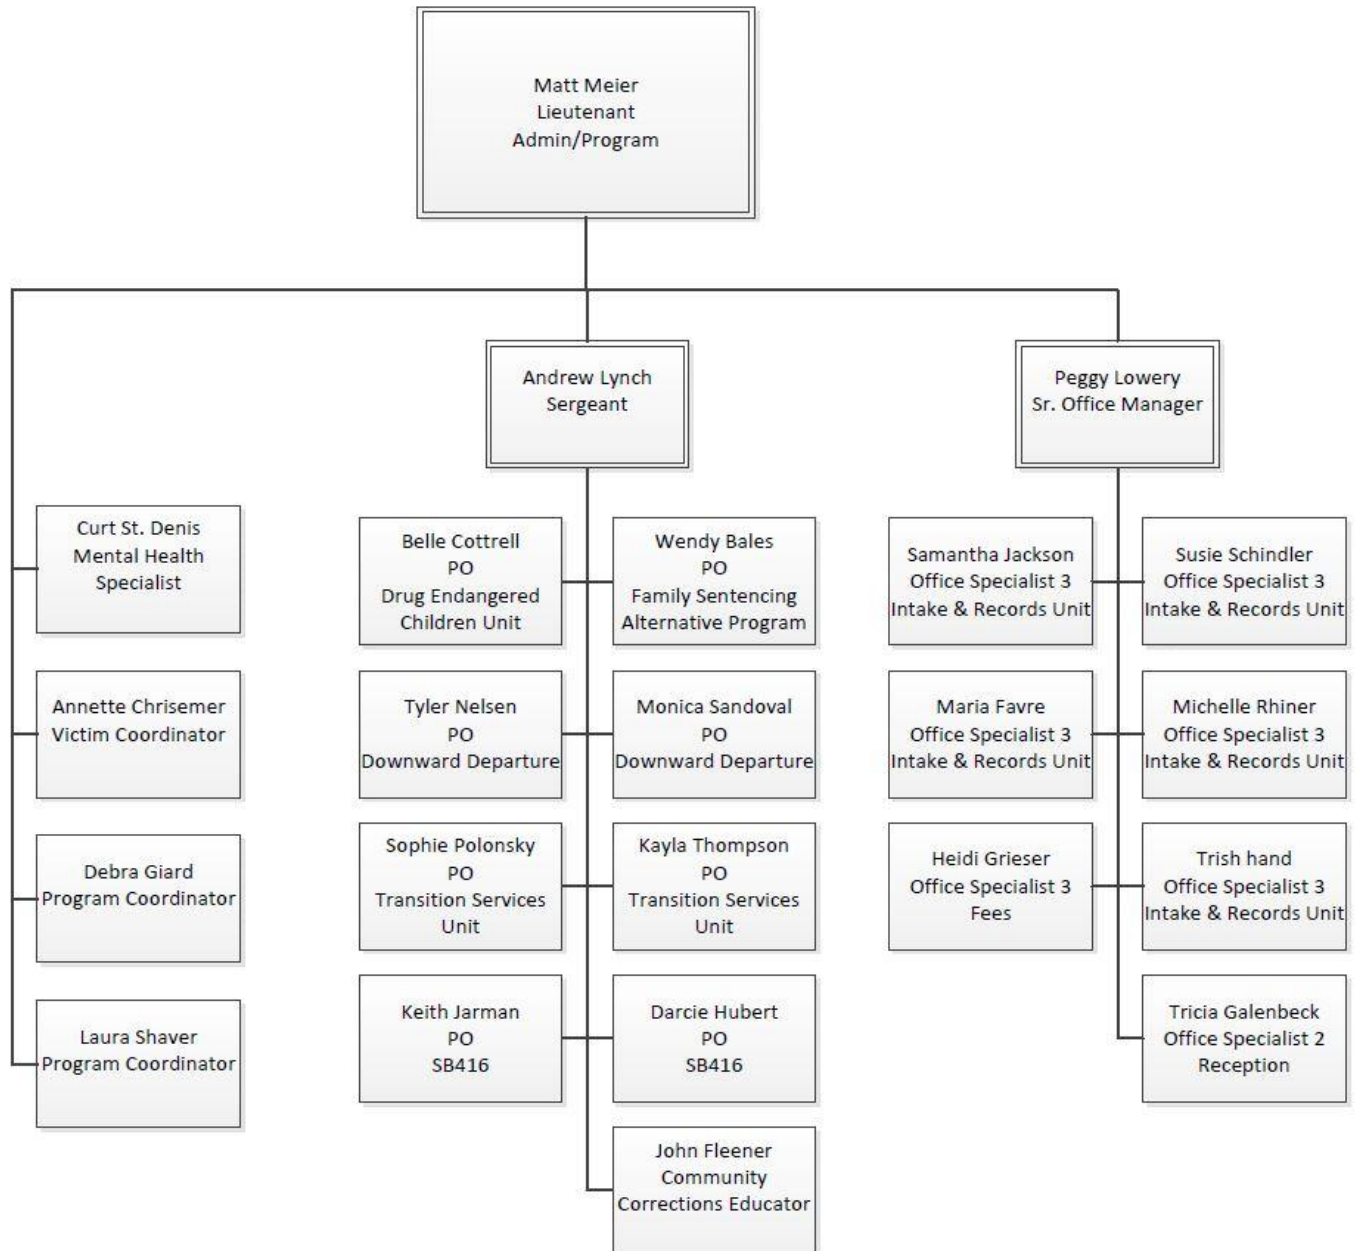 Matt Meier
Lieutenant
Admin/Program
Andrew Lynch
Sergeant
Peggy Lowery
Sr. Office Manager
Curt St. Denis
Mental Health
Specialist
Annette Chrisemer
Victim Coordinator
Debra Giard
Program Coordinator
Laura Shaver
Program Coordinator
Belle Cottrell
PO
Drug Endangered
Children Unit
Wendy Bales
PO
Family Sentencing
Alternative Program
Tyler Nelsen
PO
Downward Departure
Monica Sandoval
PO
Downward Departure
Sophie Polonsky
PO
Transition Services
Unit
Kayla Thompson
PO
Transition Services
Unit
Keith Jarman
PO
SB416
Darcie Hubert
PO
SB416
John Fleener
Community
Corrections Educator
Samantha Jackson
Office Specialist 3
Intake & Records Unit
Susie Schindler
Office Specialist 3
Intake & Records Unit
Maria Favre
Office Specialist 3
Intake & Records Unit
Michelle Rhiner
Office Specialist 3
Intake & Records Unit
Heidi Grieser
Office Specialist 3
Fees
Trish hand
Office Specialist 3
Intake & Records Unit
Tricia Galenbeck
Office Specialist 2
Reception